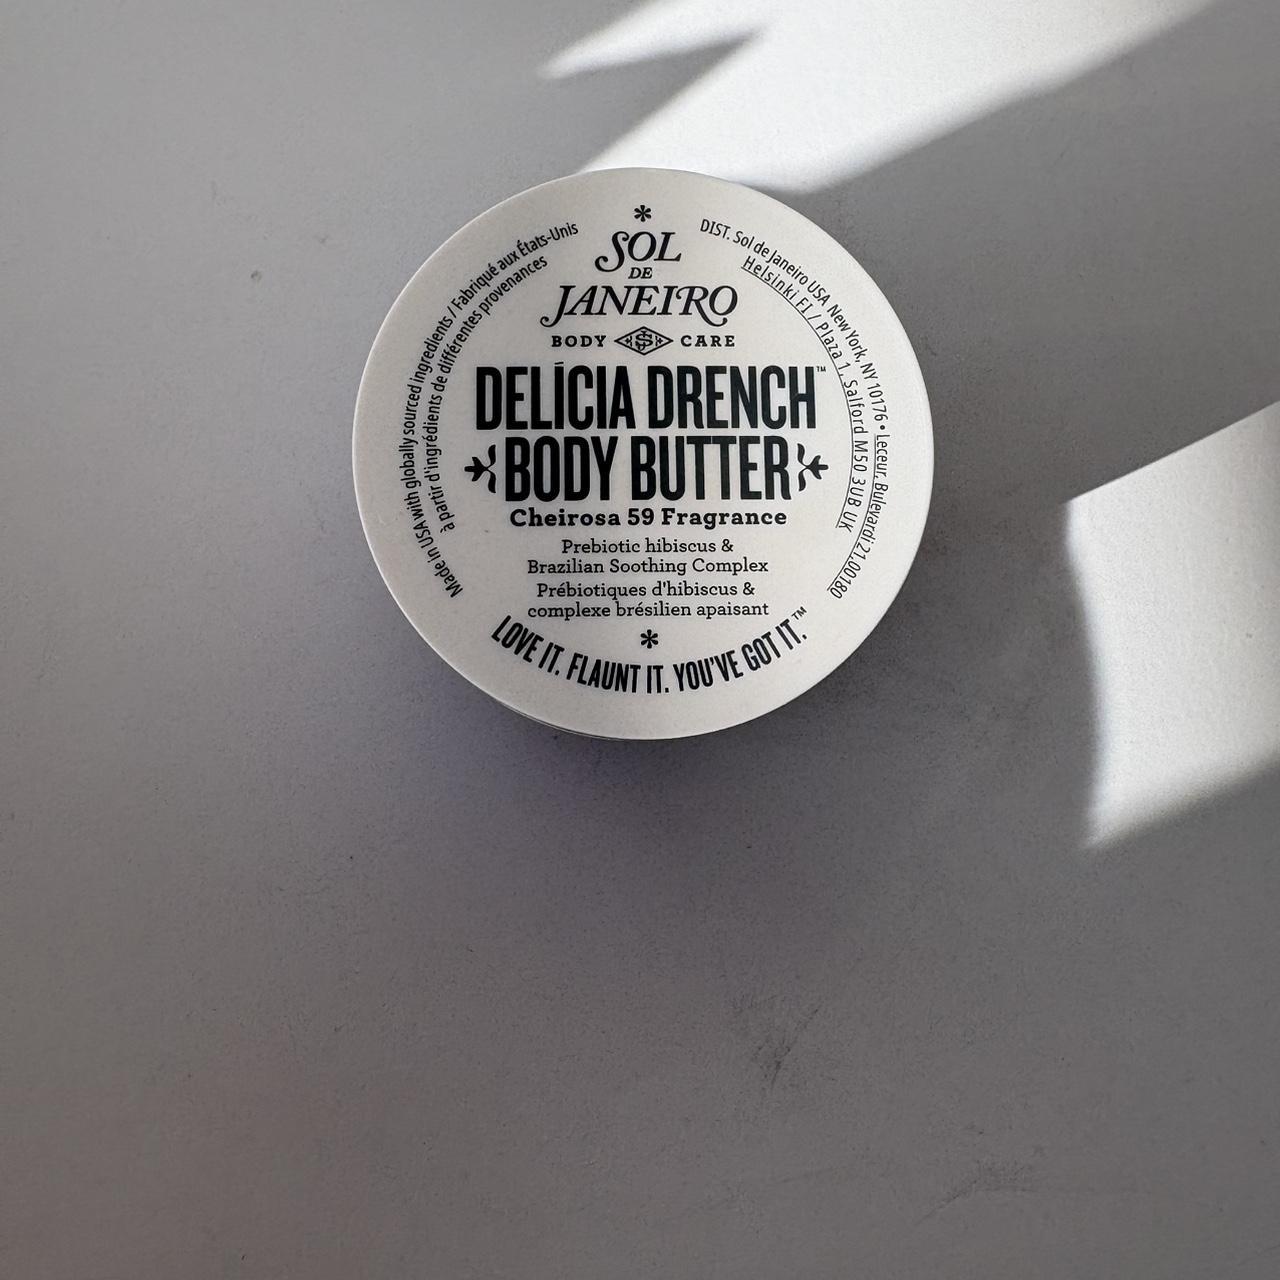 SOL
DE
JANEIRO
BODY CARE
DELÍCIA DRENCH™
BODY BUTTER
Cheirosa 59 Fragrance
Prebiotic hibiscus &
Brazilian Soothing Complex
Prébiotiques d'hibiscus &
complexe brésilien apaisant
LOVE IT. FLAUNT IT. YOU'VE GOT IT.™
Made in USA with globally sourced ingredients / Fabriqué aux États-Unis
à partir d'ingrédients de différentes provenances
DIST. Sol de Janeiro USA New York, NY 10176 • Leceur, Bulevardi 21, 00180
Helsinki FI / Plaza 1, Salford M50 3UB UK